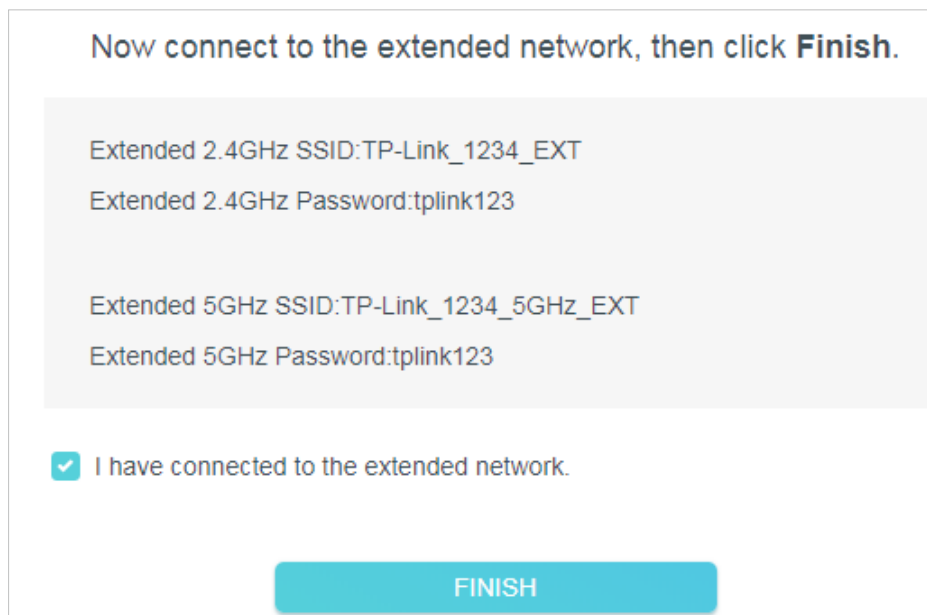 Now connect to the extended network, then click Finish.
Extended 2.4GHz SSID:TP-Link_1234_EXT
Extended 2.4GHz Password:tplink123
Extended 5GHz SSID:TP-Link_1234_5GHz_EXT
Extended 5GHz Password:tplink123
I have connected to the extended network.
FINISH